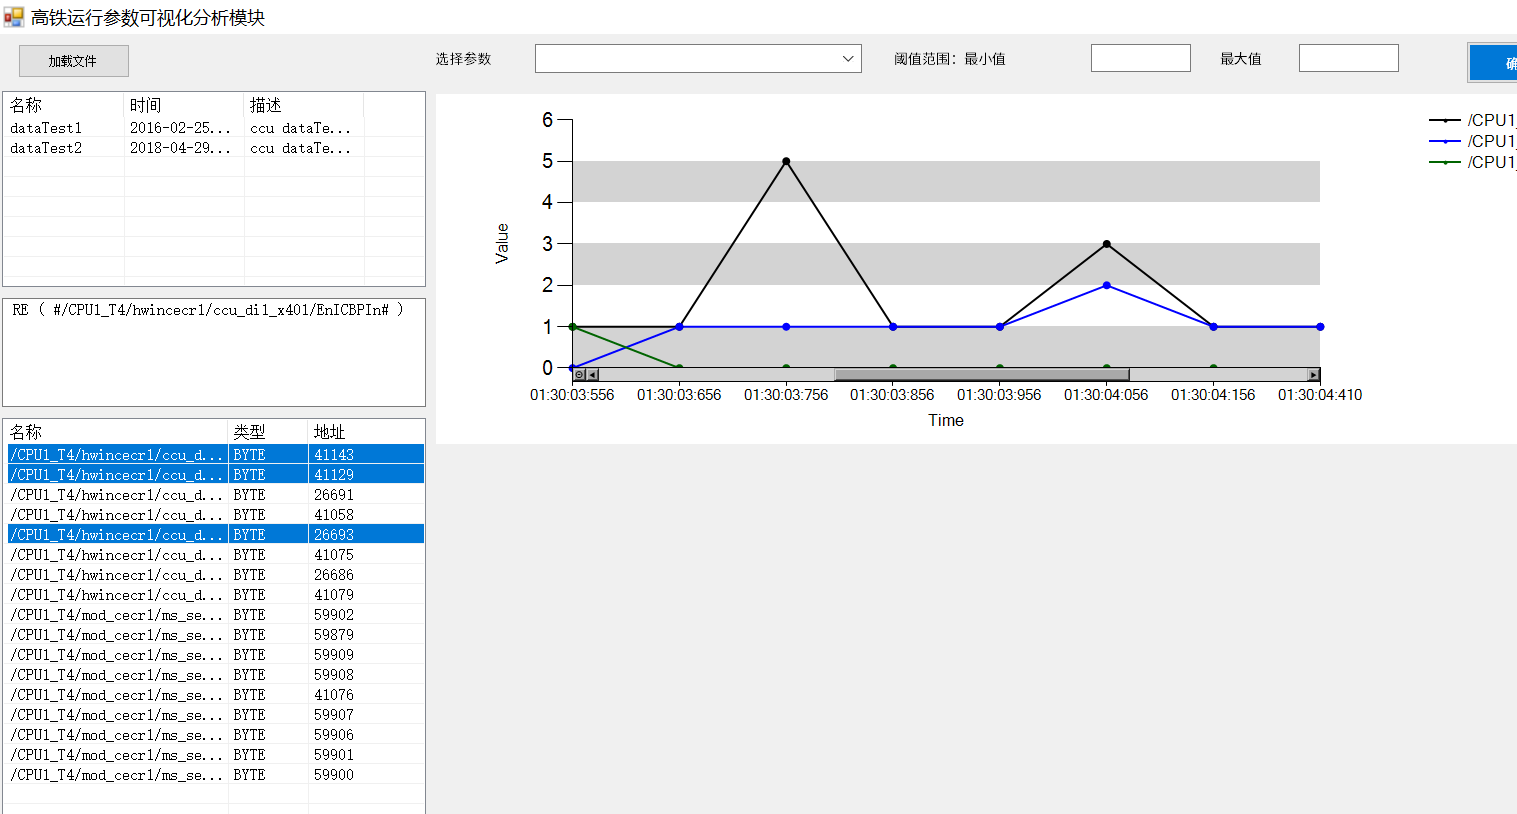 高铁运行参数可视化分析模块
加载文件
选择参数
阈值范围：最小值
最大值
名称 时间 描述
dataTest1 2016-02-25... ccu dataTe...
dataTest2 2018-04-29... ccu dataTe...
RE ( #/CPU1_T4/hwincecr1/ccu_di1_x401/EnICBPIn# )
名称 类型 地址
/CPU1_T4/hwincecr1/ccu_d... BYTE 41143
/CPU1_T4/hwincecr1/ccu_d... BYTE 41129
/CPU1_T4/hwincecr1/ccu_d... BYTE 26691
/CPU1_T4/hwincecr1/ccu_d... BYTE 41058
/CPU1_T4/hwincecr1/ccu_d... BYTE 26693
/CPU1_T4/hwincecr1/ccu_d... BYTE 41075
/CPU1_T4/hwincecr1/ccu_d... BYTE 26686
/CPU1_T4/hwincecr1/ccu_d... BYTE 41079
/CPU1_T4/mod_cecr1/ms_se... BYTE 59902
/CPU1_T4/mod_cecr1/ms_se... BYTE 59879
/CPU1_T4/mod_cecr1/ms_se... BYTE 59909
/CPU1_T4/mod_cecr1/ms_se... BYTE 59908
/CPU1_T4/mod_cecr1/ms_se... BYTE 41076
/CPU1_T4/mod_cecr1/ms_se... BYTE 59907
/CPU1_T4/mod_cecr1/ms_se... BYTE 59906
/CPU1_T4/mod_cecr1/ms_se... BYTE 59901
/CPU1_T4/mod_cecr1/ms_se... BYTE 59900
6
5
4
3
2
1
0
Value
01:30:03:556 01:30:03:656 01:30:03:756 01:30:03:856 01:30:03:956 01:30:04:056 01:30:04:156 01:30:04:410
Time
/CPU1_
/CPU1_
/CPU1_